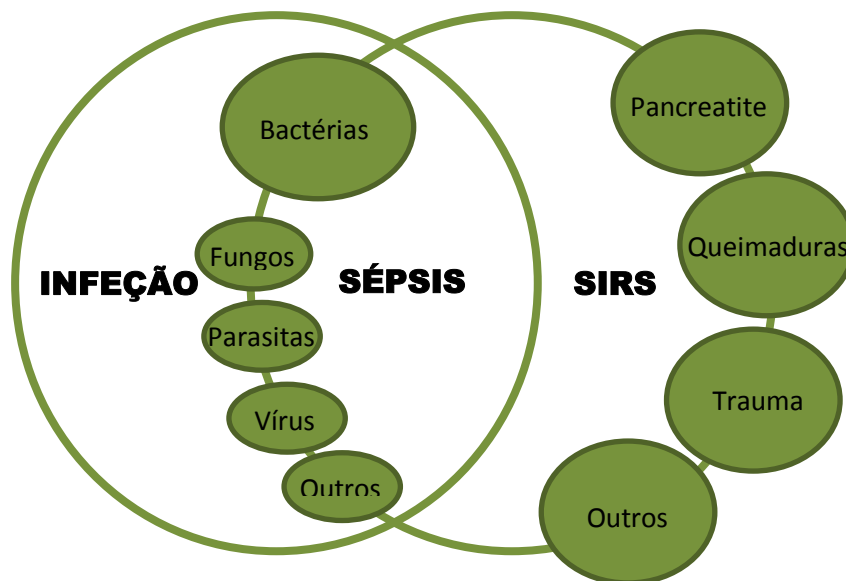 Bactérias
Pancreatite
Fungos
Queimaduras
INFEÇÃO
SÉPSIS
SIRS
Parasitas
Trauma
Vírus
Outros
Outros